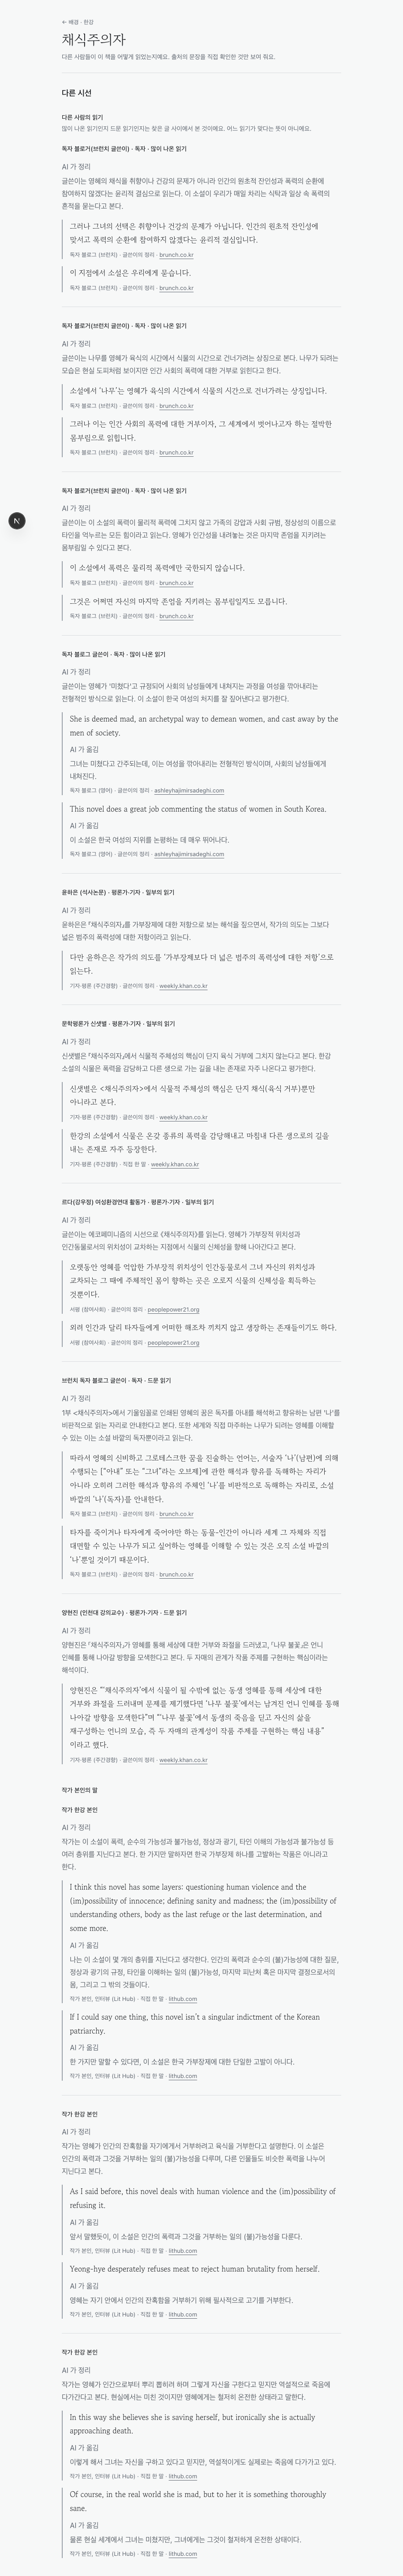 ← 배경 · 한강
채식주의자
다른 사람들이 이 책을 어떻게 읽었는지예요. 출처의 문장을 직접 확인한 것만 보여 줘요.
다른 시선
다른 사람의 읽기
많이 나온 읽기인지 드문 읽기인지는 찾은 글 사이에서 본 것이에요. 어느 읽기가 맞다는 뜻이 아니에요.
독자 블로거(브런치 글쓴이) · 독자 · 많이 나온 읽기
AI 가 정리
글쓴이는 영혜의 채식을 취향이나 건강의 문제가 아니라 인간의 원초적 잔인성과 폭력의 순환에
참여하지 않겠다는 윤리적 결심으로 읽는다. 이 소설이 우리가 매일 차리는 식탁과 일상 속 폭력의
흔적을 묻는다고 본다.
그러나 그녀의 선택은 취향이나 건강의 문제가 아닙니다. 인간의 원초적 잔인성에
맞서고 폭력의 순환에 참여하지 않겠다는 윤리적 결심입니다.
독자 블로그 (브런치) · 글쓴이의 정리 · brunch.co.kr
이 지점에서 소설은 우리에게 묻습니다.
독자 블로그 (브런치) · 글쓴이의 정리 · brunch.co.kr
독자 블로거(브런치 글쓴이) · 독자 · 많이 나온 읽기
AI 가 정리
글쓴이는 나무를 영혜가 육식의 시간에서 식물의 시간으로 건너가려는 상징으로 본다. 나무가 되려는
모습은 현실 도피처럼 보이지만 인간 사회의 폭력에 대한 거부로 읽힌다고 한다.
소설에서 '나무'는 영혜가 육식의 시간에서 식물의 시간으로 건너가려는 상징입니다.
그러나 이는 인간 사회의 폭력에 대한 거부이자, 그 세계에서 벗어나고자 하는 절박한
몸부림으로 읽힙니다.
독자 블로그 (브런치) · 글쓴이의 정리 · brunch.co.kr
독자 블로거(브런치 글쓴이) · 독자 · 많이 나온 읽기
AI 가 정리
글쓴이는 이 소설의 폭력이 물리적 폭력에 그치지 않고 가족의 강압과 사회 규범, 정상성의 이름으로
타인을 억누르는 모든 힘이라고 읽는다. 영혜가 인간성을 내려놓는 것은 마지막 존엄을 지키려는
몸부림일 수 있다고 본다.
이 소설에서 폭력은 물리적 폭력에만 국한되지 않습니다.
독자 블로그 (브런치) · 글쓴이의 정리 · brunch.co.kr
그것은 어쩌면 자신의 마지막 존엄을 지키려는 몸부림일지도 모릅니다.
독자 블로그 (브런치) · 글쓴이의 정리 · brunch.co.kr
독자 블로그 글쓴이 · 독자 · 많이 나온 읽기
AI 가 정리
글쓴이는 영혜가 '미쳤다'고 규정되어 사회의 남성들에게 내쳐지는 과정을 여성을 깎아내리는
전형적인 방식으로 읽는다. 이 소설이 한국 여성의 처지를 잘 짚어낸다고 평가한다.
She is deemed mad, an archetypal way to demean women, and cast away by the
men of society.
AI 가 옮김
그녀는 미쳤다고 간주되는데, 이는 여성을 깎아내리는 전형적인 방식이며, 사회의 남성들에게
내쳐진다.
독자 블로그 (영어) · 글쓴이의 정리 · ashleyhajimirsadeghi.com
This novel does a great job commenting the status of women in South Korea.
AI 가 옮김
이 소설은 한국 여성의 지위를 논평하는 데 매우 뛰어나다.
독자 블로그 (영어) · 글쓴이의 정리 · ashleyhajimirsadeghi.com
윤하은 (석사논문) · 평론가·기자 · 일부의 읽기
AI 가 정리
윤하은은 『채식주의자』를 가부장제에 대한 저항으로 보는 해석을 짚으면서, 작가의 의도는 그보다
넓은 범주의 폭력성에 대한 저항이라고 읽는다.
다만 윤하은은 작가의 의도를 '가부장제보다 더 넓은 범주의 폭력성에 대한 저항'으로
읽는다.
기자·평론 (주간경향) · 글쓴이의 정리 · weekly.khan.co.kr
문학평론가 신샛별 · 평론가·기자 · 일부의 읽기
AI 가 정리
신샛별은 『채식주의자』에서 식물적 주체성의 핵심이 단지 육식 거부에 그치지 않는다고 본다. 한강
소설의 식물은 폭력을 감당하고 다른 생으로 가는 길을 내는 존재로 자주 나온다고 평가한다.
신샛별은 <채식주의자>에서 식물적 주체성의 핵심은 단지 채식(육식 거부)뿐만
아니라고 본다.
기자·평론 (주간경향) · 글쓴이의 정리 · weekly.khan.co.kr
한강의 소설에서 식물은 온갖 종류의 폭력을 감당해내고 마침내 다른 생으로의 길을
내는 존재로 자주 등장한다.
기자·평론 (주간경향) · 직접 한 말 · weekly.khan.co.kr
르다(강우정) 여성환경연대 활동가 · 평론가·기자 · 일부의 읽기
AI 가 정리
글쓴이는 에코페미니즘의 시선으로 《채식주의자》를 읽는다. 영혜가 가부장적 위치성과
인간동물로서의 위치성이 교차하는 지점에서 식물의 신체성을 향해 나아간다고 본다.
오랫동안 영혜를 억압한 가부장적 위치성이 인간동물로서 그녀 자신의 위치성과
교차되는 그 때에 주체적인 몸이 향하는 곳은 오로지 식물의 신체성을 획득하는
것뿐이다.
서평 (참여사회) · 글쓴이의 정리 · peoplepower21.org
외려 인간과 달리 타자들에게 어떠한 해조차 끼치지 않고 생장하는 존재들이기도 하다.
서평 (참여사회) · 글쓴이의 정리 · peoplepower21.org
브런치 독자 블로그 글쓴이 · 독자 · 드문 읽기
AI 가 정리
1부 <채식주의자>에서 기울임꼴로 인쇄된 영혜의 꿈은 독자를 아내를 해석하고 향유하는 남편 '나'를
비판적으로 읽는 자리로 안내한다고 본다. 또한 세계와 직접 마주하는 나무가 되려는 영혜를 이해할
수 있는 이는 소설 바깥의 독자뿐이라고 읽는다.
따라서 영혜의 신비하고 그로테스크한 꿈을 진술하는 언어는, 서술자 '나'(남편)에 의해
수행되는 ["아내" 또는 "그녀"라는 오브제]에 관한 해석과 향유를 독해하는 자리가
아니라 오히려 그러한 해석과 향유의 주체인 '나'를 비판적으로 독해하는 자리로, 소설
바깥의 '나'(독자)를 안내한다.
독자 블로그 (브런치) · 글쓴이의 정리 · brunch.co.kr
타자를 죽이거나 타자에게 죽어야만 하는 동물-인간이 아니라 세계 그 자체와 직접
대면할 수 있는 나무가 되고 싶어하는 영혜를 이해할 수 있는 것은 오직 소설 바깥의
'나'뿐일 것이기 때문이다.
독자 블로그 (브런치) · 글쓴이의 정리 · brunch.co.kr
양현진 (인천대 강의교수) · 평론가·기자 · 드문 읽기
AI 가 정리
양현진은 「채식주의자」가 영혜를 통해 세상에 대한 거부와 좌절을 드러냈고, 「나무 불꽃」은 언니
인혜를 통해 나아갈 방향을 모색한다고 본다. 두 자매의 관계가 작품 주제를 구현하는 핵심이라는
해석이다.
양현진은 "'채식주의자'에서 식물이 될 수밖에 없는 동생 영혜를 통해 세상에 대한
거부와 좌절을 드러내며 문제를 제기했다면 '나무 불꽃'에서는 남겨진 언니 인혜를 통해
나아갈 방향을 모색한다"며 "'나무 불꽃'에서 동생의 죽음을 딛고 자신의 삶을
재구성하는 언니의 모습, 즉 두 자매의 관계성이 작품 주제를 구현하는 핵심 내용"
이라고 했다.
기자·평론 (주간경향) · 글쓴이의 정리 · weekly.khan.co.kr
작가 본인의 말
작가 한강 본인
AI 가 정리
작가는 이 소설이 폭력, 순수의 가능성과 불가능성, 정상과 광기, 타인 이해의 가능성과 불가능성 등
여러 층위를 지닌다고 본다. 한 가지만 말하자면 한국 가부장제 하나를 고발하는 작품은 아니라고
한다.
I think this novel has some layers: questioning human violence and the
(im)possibility of innocence; defining sanity and madness; the (im)possibility of
understanding others, body as the last refuge or the last determination, and
some more.
AI 가 옮김
나는 이 소설이 몇 개의 층위를 지닌다고 생각한다. 인간의 폭력과 순수의 (불)가능성에 대한 질문,
정상과 광기의 규정, 타인을 이해하는 일의 (불)가능성, 마지막 피난처 혹은 마지막 결정으로서의
몸, 그리고 그 밖의 것들이다.
작가 본인, 인터뷰 (Lit Hub) · 직접 한 말 · lithub.com
If I could say one thing, this novel isn't a singular indictment of the Korean
patriarchy.
AI 가 옮김
한 가지만 말할 수 있다면, 이 소설은 한국 가부장제에 대한 단일한 고발이 아니다.
작가 본인, 인터뷰 (Lit Hub) · 직접 한 말 · lithub.com
작가 한강 본인
AI 가 정리
작가는 영혜가 인간의 잔혹함을 자기에게서 거부하려고 육식을 거부한다고 설명한다. 이 소설은
인간의 폭력과 그것을 거부하는 일의 (불)가능성을 다루며, 다른 인물들도 비슷한 폭력을 나누어
지닌다고 본다.
As I said before, this novel deals with human violence and the (im)possibility of
refusing it.
AI 가 옮김
앞서 말했듯이, 이 소설은 인간의 폭력과 그것을 거부하는 일의 (불)가능성을 다룬다.
작가 본인, 인터뷰 (Lit Hub) · 직접 한 말 · lithub.com
Yeong-hye desperately refuses meat to reject human brutality from herself.
AI 가 옮김
영혜는 자기 안에서 인간의 잔혹함을 거부하기 위해 필사적으로 고기를 거부한다.
작가 본인, 인터뷰 (Lit Hub) · 직접 한 말 · lithub.com
작가 한강 본인
AI 가 정리
작가는 영혜가 인간으로부터 뿌리 뽑히려 하며 그렇게 자신을 구한다고 믿지만 역설적으로 죽음에
다가간다고 본다. 현실에서는 미친 것이지만 영혜에게는 철저히 온전한 상태라고 말한다.
In this way she believes she is saving herself, but ironically she is actually
approaching death.
AI 가 옮김
이렇게 해서 그녀는 자신을 구하고 있다고 믿지만, 역설적이게도 실제로는 죽음에 다가가고 있다.
작가 본인, 인터뷰 (Lit Hub) · 직접 한 말 · lithub.com
Of course, in the real world she is mad, but to her it is something thoroughly
sane.
AI 가 옮김
물론 현실 세계에서 그녀는 미쳤지만, 그녀에게는 그것이 철저하게 온전한 상태이다.
작가 본인, 인터뷰 (Lit Hub) · 직접 한 말 · lithub.com